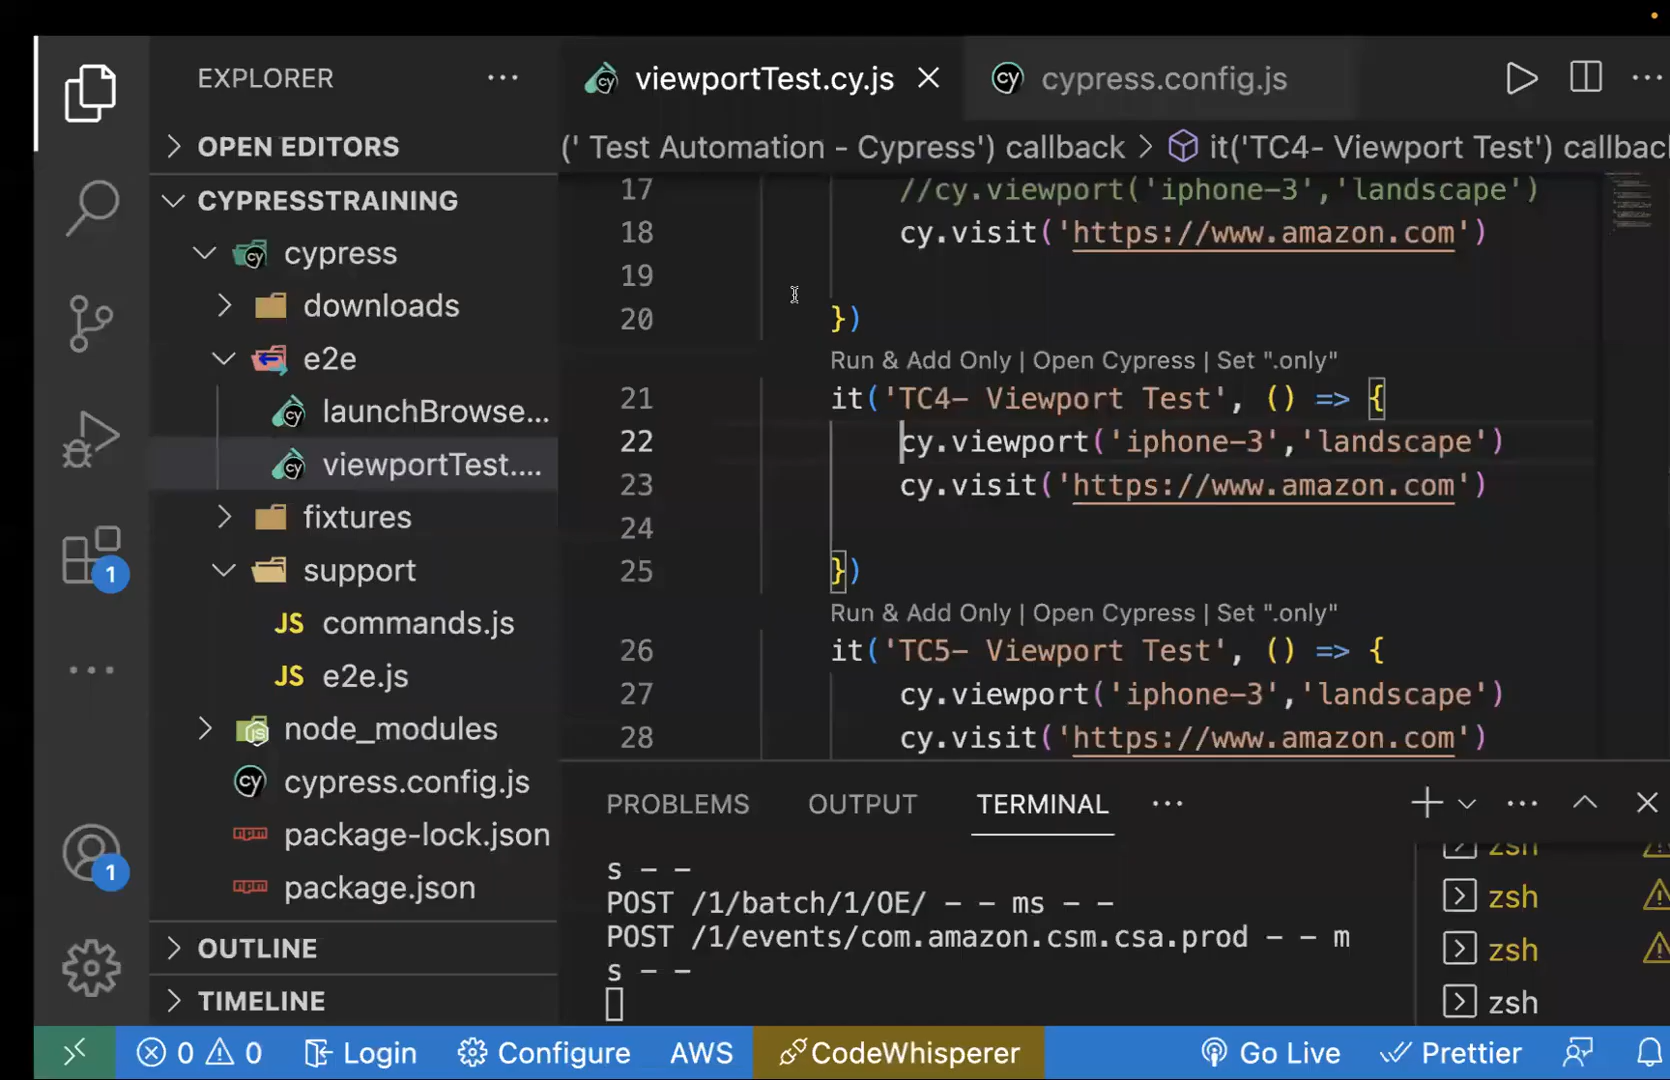 EXPLORER
OPEN EDITORS
CYPRESSTRAINING
cypress
downloads
e2e
launchBrowse...
viewportTest....
fixtures
support
JS commands.js
JS e2e.js
node_modules
cypress.config.js
package-lock.json
package.json
OUTLINE
TIMELINE
1
1
viewportTest.cy.js
cypress.config.js
(' Test Automation - Cypress') callback > it('TC4- Viewport Test') callbac
17 //cy.viewport('iphone-3','landscape')
18 cy.visit('https://www.amazon.com')
19
20 })
Run & Add Only | Open Cypress | Set ".only"
21 it('TC4- Viewport Test', () => {
22 cy.viewport('iphone-3','landscape')
23 cy.visit('https://www.amazon.com')
24
25 })
Run & Add Only | Open Cypress | Set ".only"
26 it('TC5- Viewport Test', () => {
27 cy.viewport('iphone-3','landscape')
28 cy.visit('https://www.amazon.com')
PROBLEMS OUTPUT TERMINAL
s - -
POST /1/batch/1/OE/ - - ms - -
POST /1/events/com.amazon.csm.csa.prod - - m
s - -
zsh
zsh
zsh
zsh
0 0 Login Configure AWS CodeWhisperer Go Live Prettier